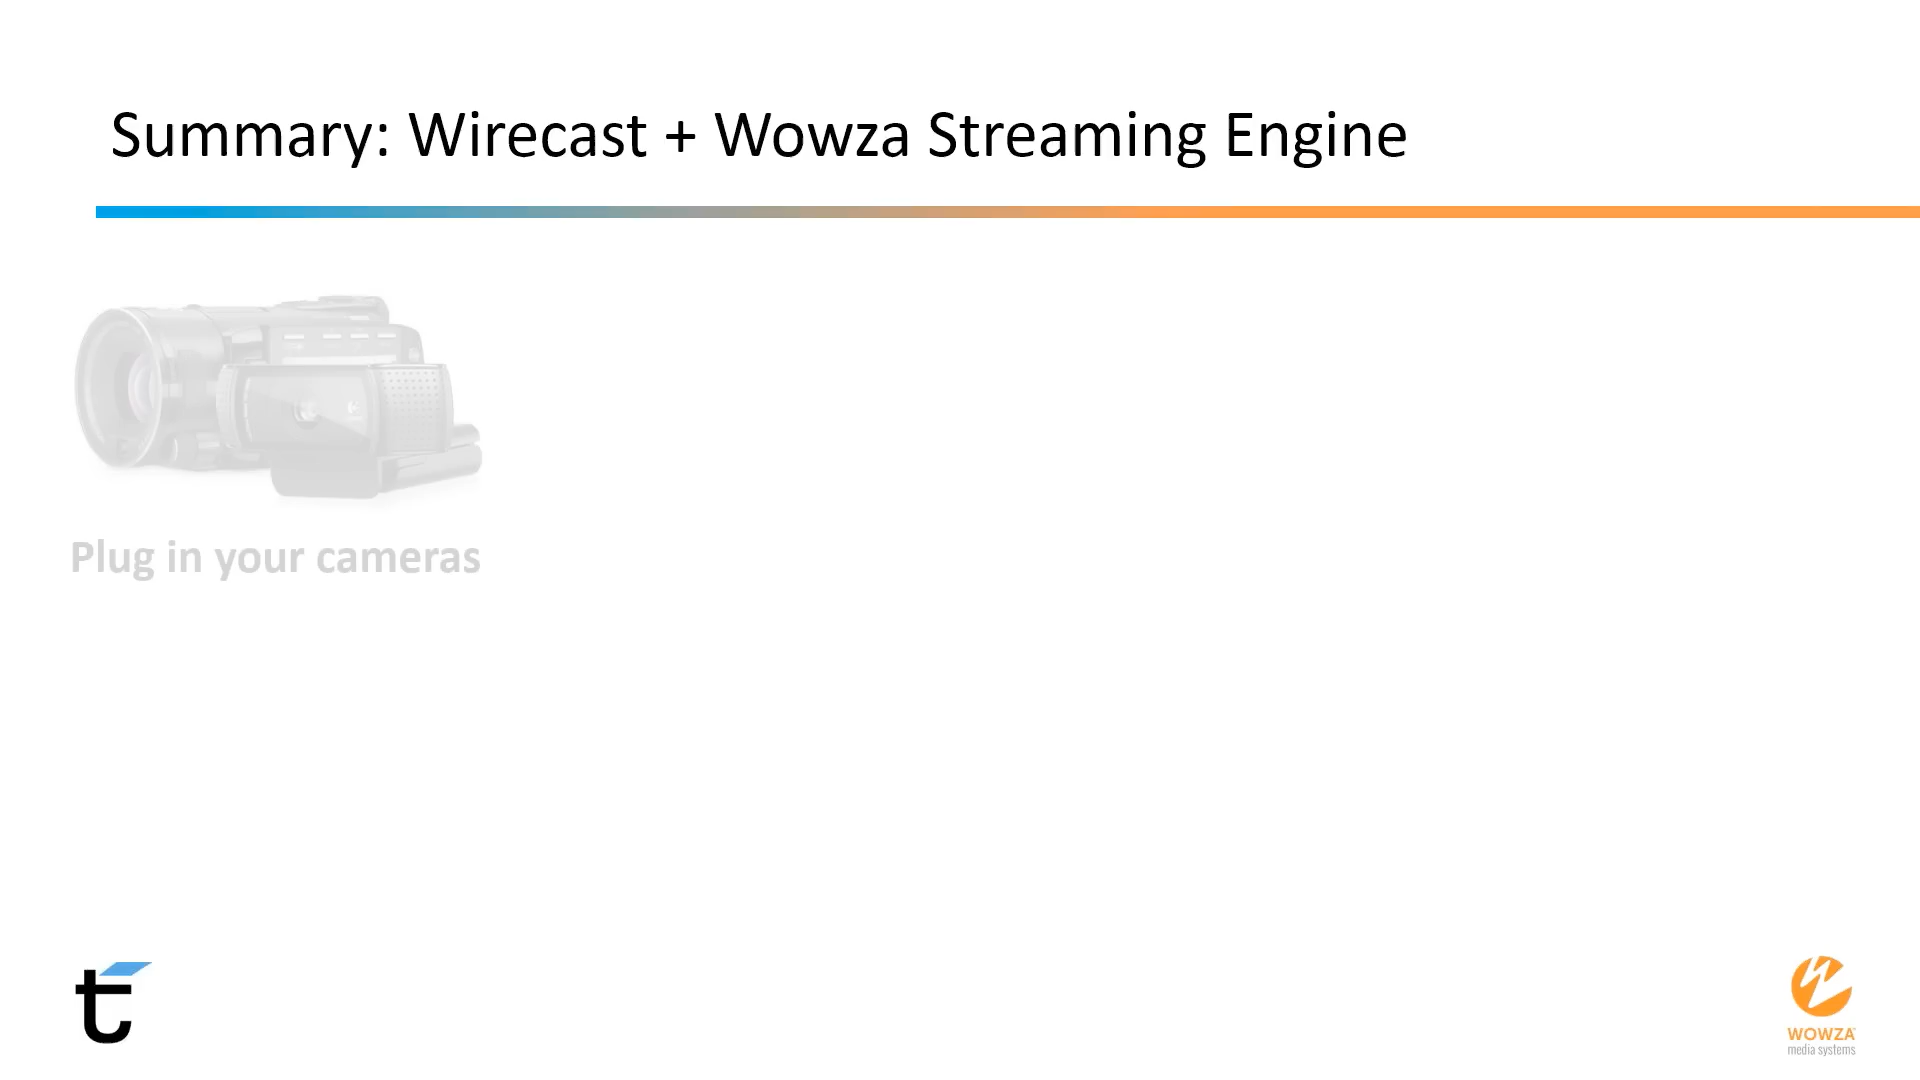 Summary: Wirecast + Wowza Streaming Engine
Plug in your cameras
WOWZA
media systems